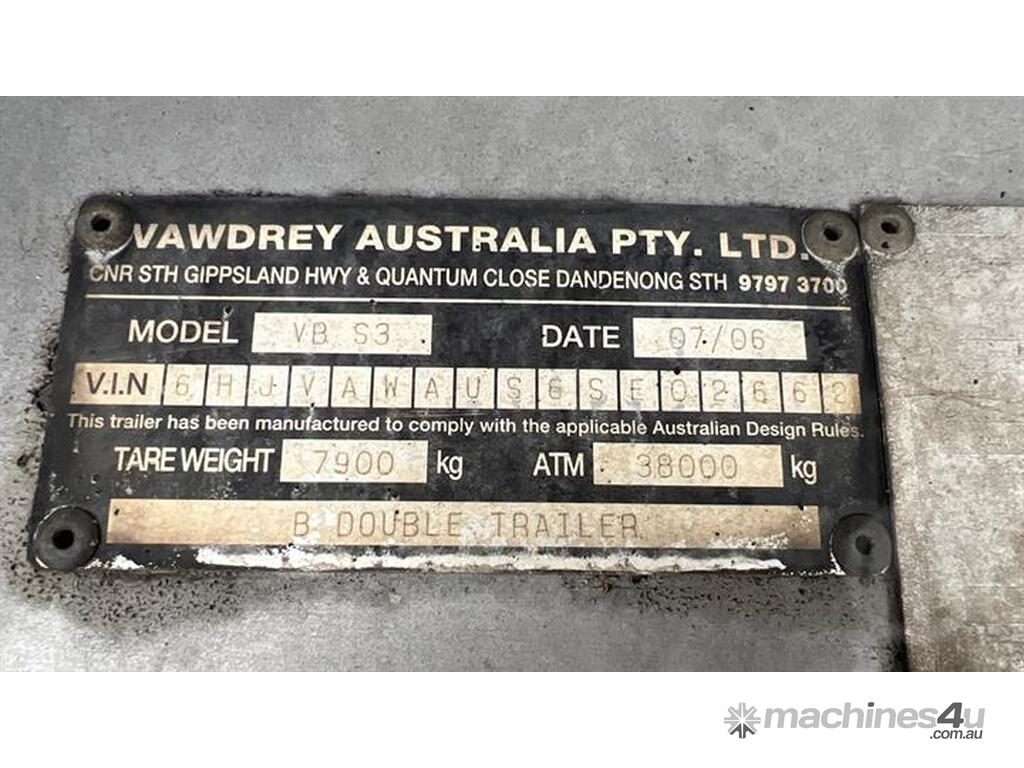 VAWDREY AUSTRALIA PTY. LTD.
CNR STH GIPPSLAND HWY & QUANTUM CLOSE DANDENONG STH 9797 3700
MODEL VB S3 DATE 07/06
V.I.N 6HJVAWAUS6SE02662
This trailer has been manufactured to comply with the applicable Australian Design Rules.
TARE WEIGHT 7900 kg ATM 38000 kg
B DOUBLE TRAILER
machines4u
.com.au